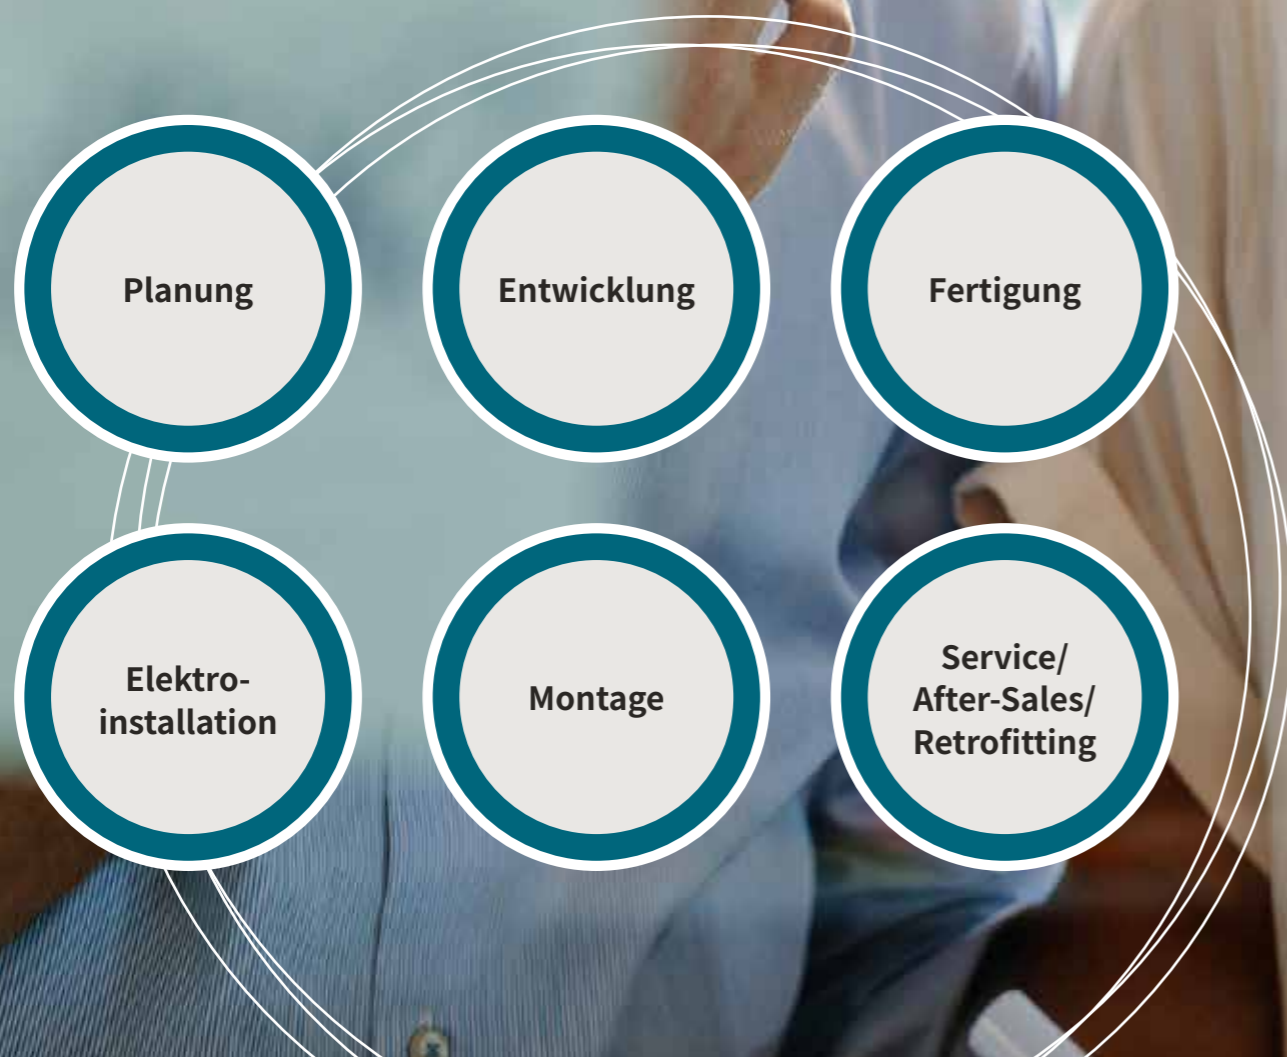 Planung
Entwicklung
Fertigung
Elektro-
installation
Montage
Service/
After-Sales/
Retrofitting